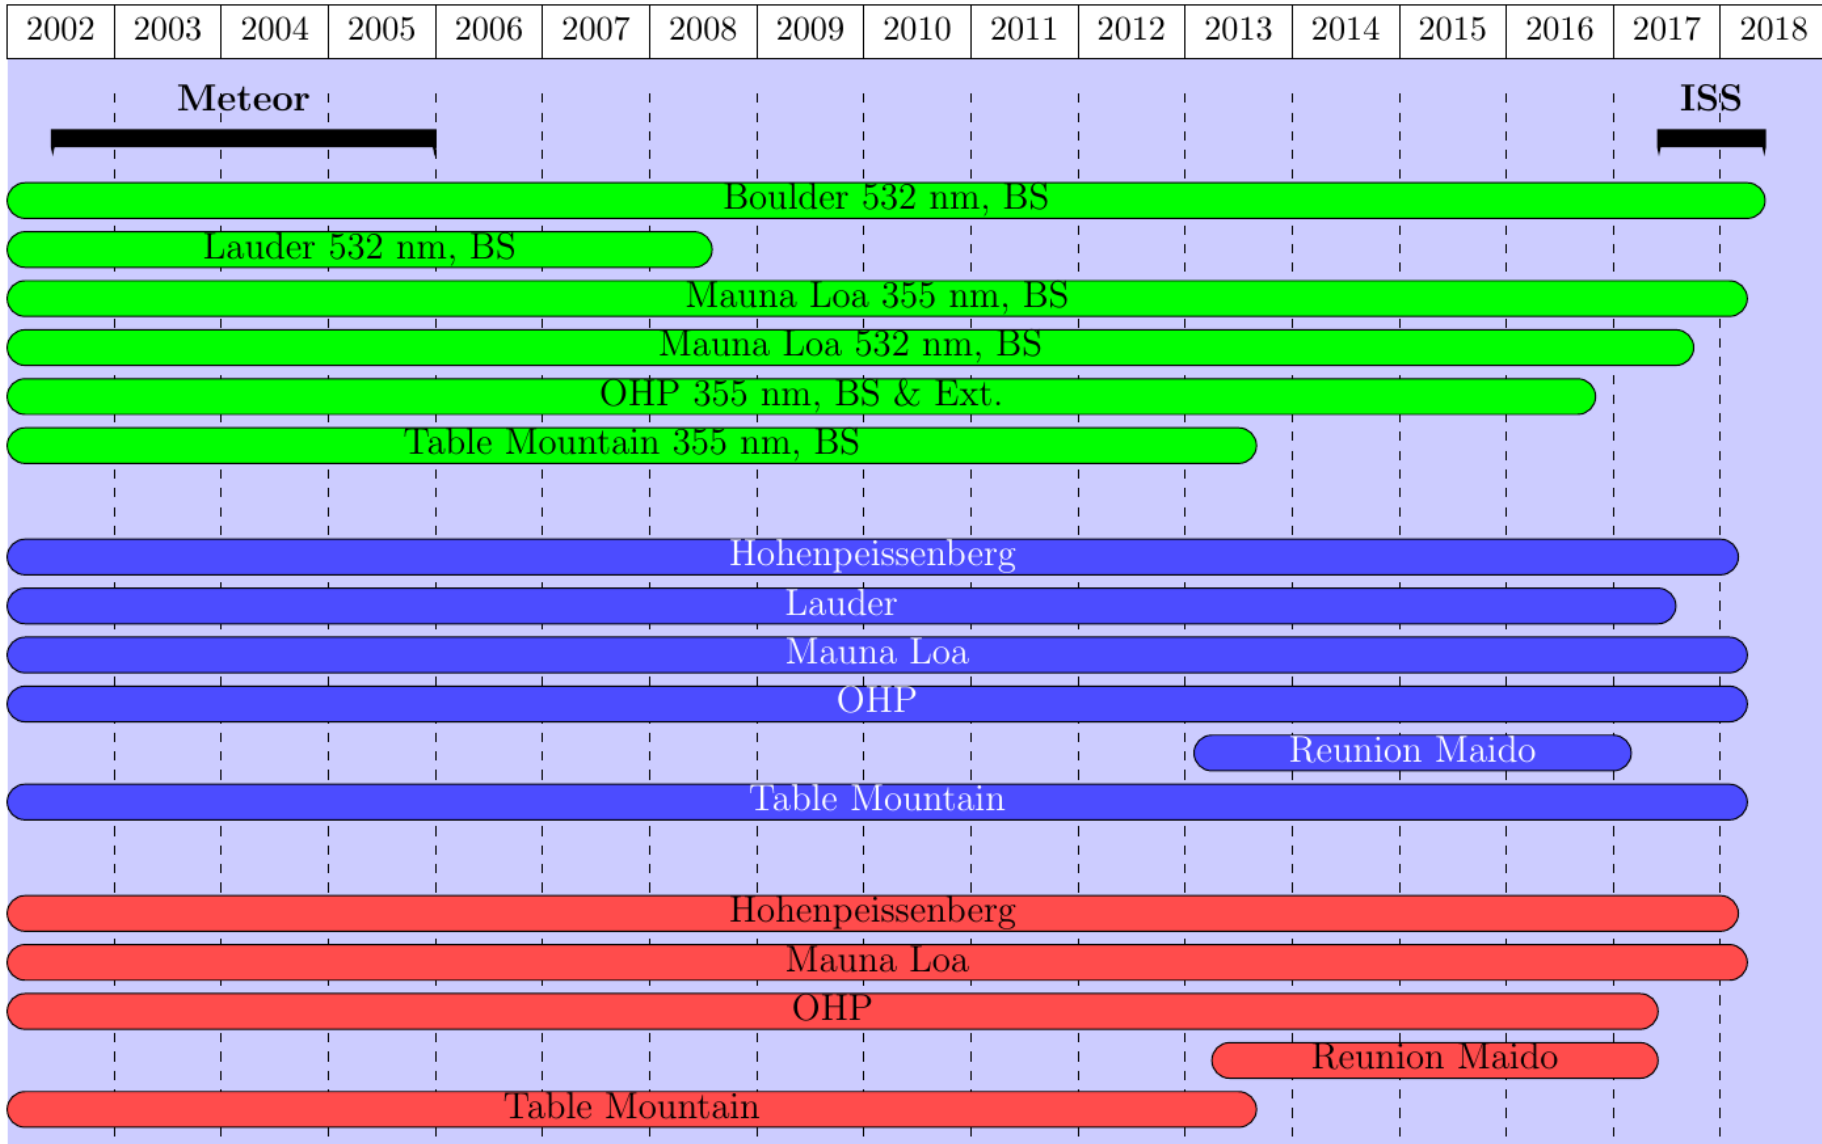 2002 2003 2004 2005 2006 2007 2008 2009 2010 2011 2012 2013 2014 2015 2016 2017 2018
Meteor ISS
Boulder 532 nm, BS
Lauder 532 nm, BS
Mauna Loa 355 nm, BS
Mauna Loa 532 nm, BS
OHP 355 nm, BS & Ext.
Table Mountain 355 nm, BS
Hohenpeissenberg
Lauder
Mauna Loa
OHP
Reunion Maido
Table Mountain
Hohenpeissenberg
Mauna Loa
OHP
Reunion Maido
Table Mountain